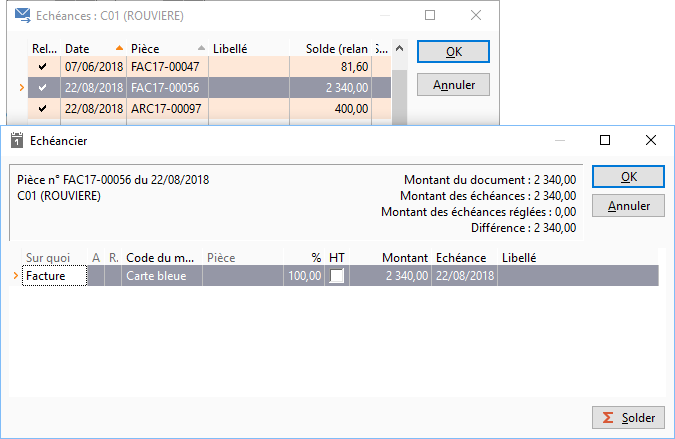 Echéances : C01 (ROUVIERE)
Rel... Date Pièce Libellé Solde (relan S...
07/06/2018 FAC17-00047 81,60
22/08/2018 FAC17-00056 2 340,00
22/08/2018 ARC17-00097 400,00
OK
Annuler
Echéancier
Pièce n° FAC17-00056 du 22/08/2018
C01 (ROUVIERE)
Montant du document : 2 340,00
Montant des échéances : 2 340,00
Montant des échéances réglées : 0,00
Différence : 2 340,00
OK
Annuler
Sur quoi A R. Code du m... Pièce % HT Montant Echéance Libellé
Facture Carte bleue 100,00 2 340,00 22/08/2018
Σ Solder